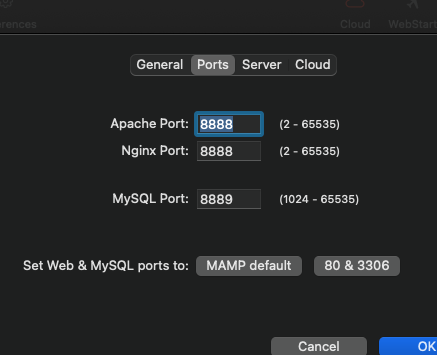 erences
Cloud WebStart
General Ports Server Cloud
Apache Port: 8888 (2 - 65535)
Nginx Port: 8888 (2 - 65535)
MySQL Port: 8889 (1024 - 65535)
Set Web & MySQL ports to: MAMP default 80 & 3306
Cancel OK